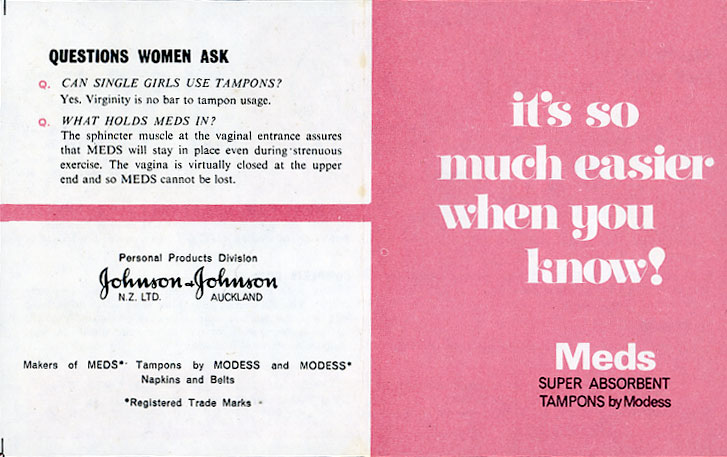 QUESTIONS WOMEN ASK
Q. CAN SINGLE GIRLS USE TAMPONS?
Yes. Virginity is no bar to tampon usage.
Q. WHAT HOLDS MEDS IN?
The sphincter muscle at the vaginal entrance assures
that MEDS will stay in place even during strenuous
exercise. The vagina is virtually closed at the upper
end and so MEDS cannot be lost.
Personal Products Division
Johnson & Johnson
N.Z. LTD. AUCKLAND
Makers of MEDS* Tampons by MODESS and MODESS*
Napkins and Belts
*Registered Trade Marks
it's so
much easier
when you
know!
Meds
SUPER ABSORBENT
TAMPONS by Modess